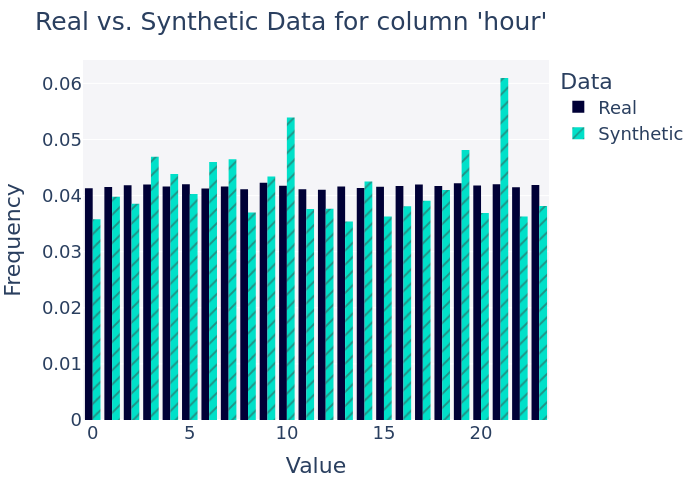 Real vs. Synthetic Data for column 'hour'
Data
Real
Synthetic
Frequency
0.06
0.05
0.04
0.03
0.02
0.01
0
0 5 10 15 20
Value